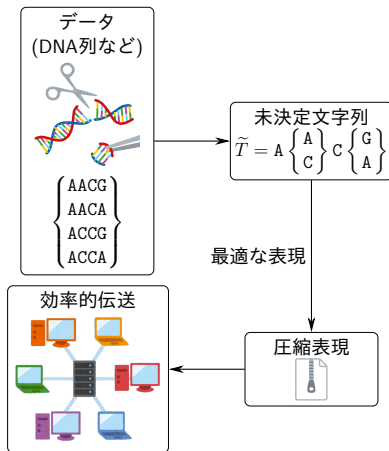 データ
(DNA列など)
AACG
AACA
ACCG
ACCA
未決定文字列
T̃ = A {A C} C {G A}
最適な表現
圧縮表現
効率的伝送